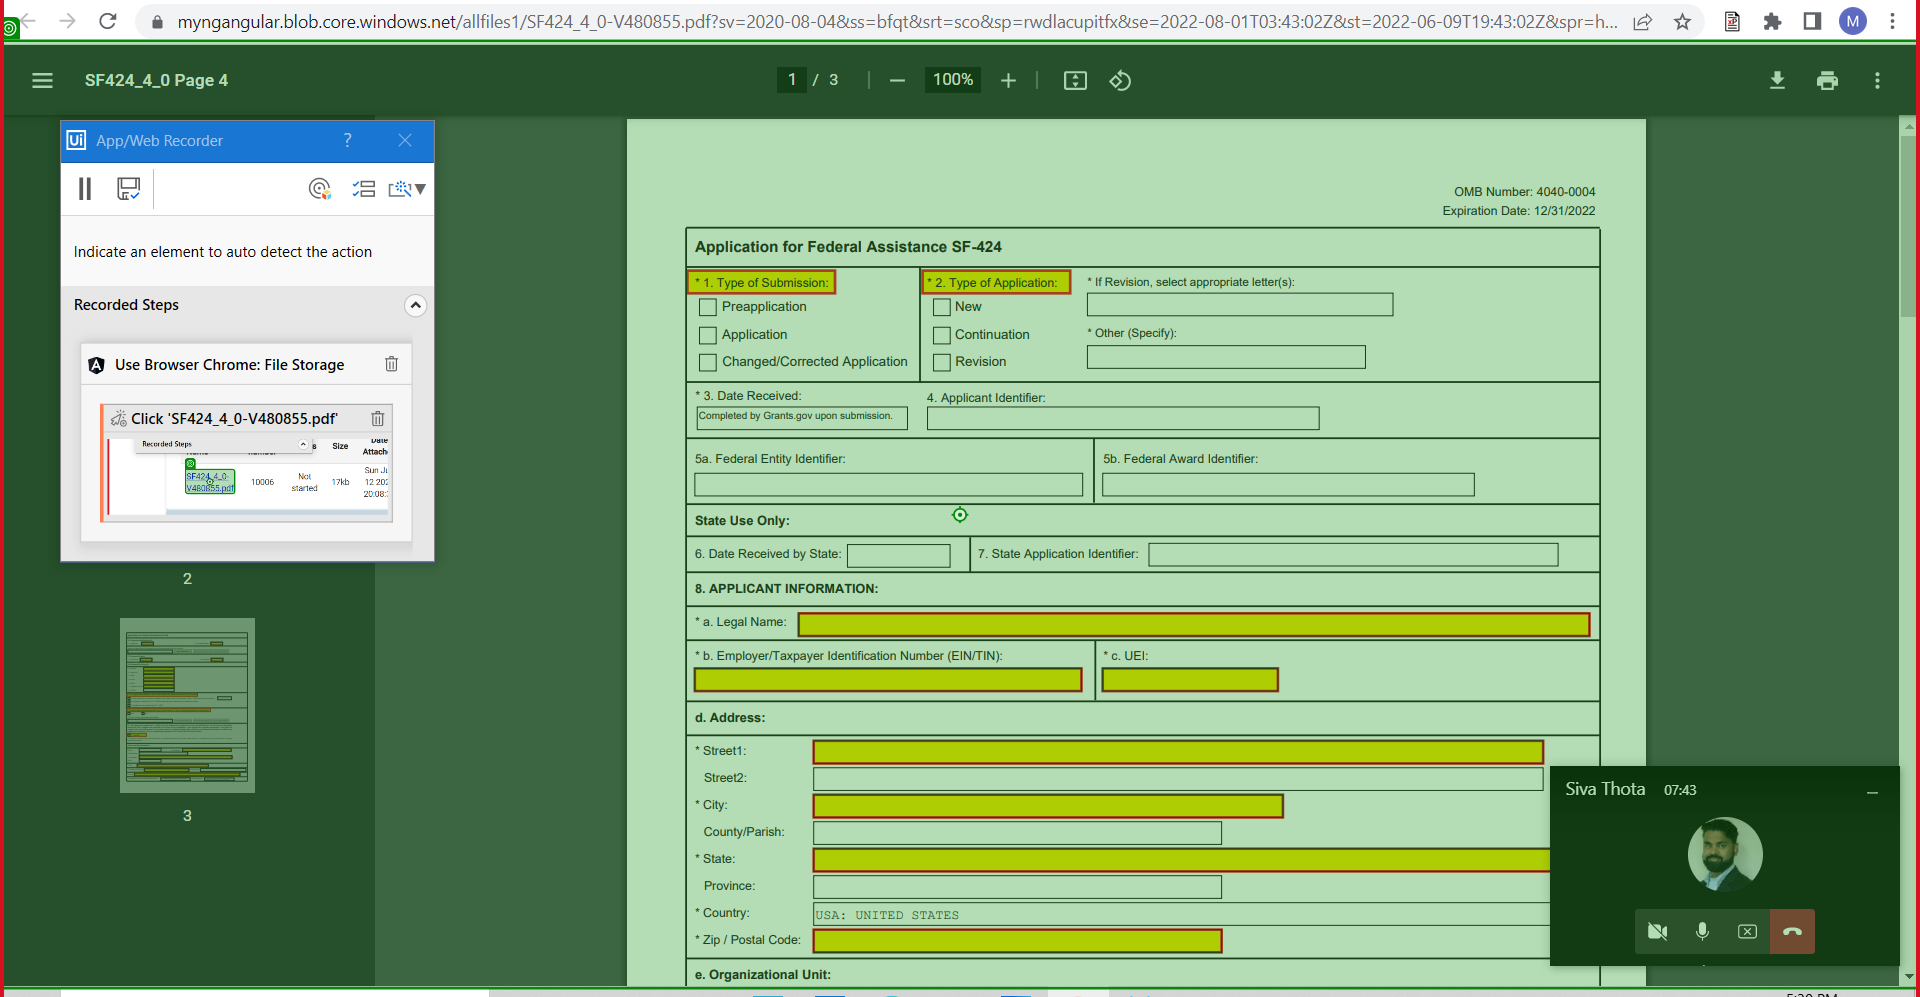 myngangular.blob.core.windows.net/allfiles1/SF424_4_0-V480855.pdf?sv=2020-08-04&ss=bfqt&srt=sco&sp=rwdlacupitfx&se=2022-08-01T03:43:02Z&st=2022-06-09T19:43:02Z&spr=h...
M
SF424_4_0 Page 4
1 / 3
100%
Ui App/Web Recorder ?
Indicate an element to auto detect the action
Recorded Steps
Use Browser Chrome: File Storage
Click 'SF424_4_0-V480855.pdf'
Recorded Steps
Size
Date
Attach
SF424_4_0-
V480855.pdf
10006
Not
started
17kb
Sun Ju
12 202
20:08:
2
3
OMB Number: 4040-0004
Expiration Date: 12/31/2022
Application for Federal Assistance SF-424
* 1. Type of Submission:
Preapplication
Application
Changed/Corrected Application
* 2. Type of Application:
New
Continuation
Revision
* If Revision, select appropriate letter(s):
* Other (Specify):
* 3. Date Received:
Completed by Grants.gov upon submission.
4. Applicant Identifier:
5a. Federal Entity Identifier:
5b. Federal Award Identifier:
State Use Only:
6. Date Received by State:
7. State Application Identifier:
8. APPLICANT INFORMATION:
* a. Legal Name:
* b. Employer/Taxpayer Identification Number (EIN/TIN):
* c. UEI:
d. Address:
* Street1:
Street2:
* City:
County/Parish:
* State:
Province:
* Country:
USA: UNITED STATES
* Zip / Postal Code:
e. Organizational Unit:
Siva Thota 07:43